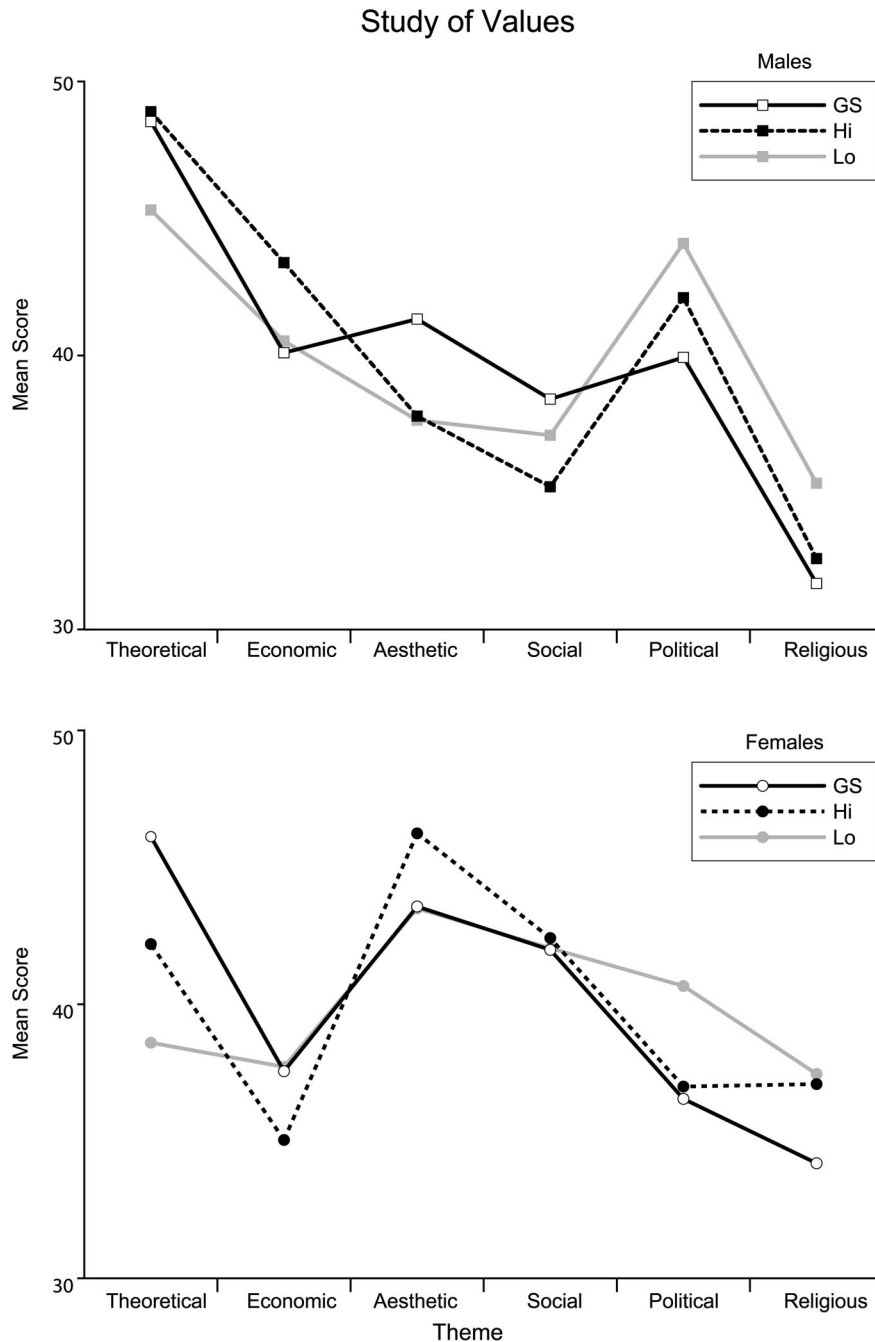 Study of Values
Males
GS
Hi
Lo
50
40
30
Mean Score
Theoretical Economic Aesthetic Social Political Religious
Females
GS
Hi
Lo
50
40
30
Mean Score
Theoretical Economic Aesthetic Social Political Religious
Theme